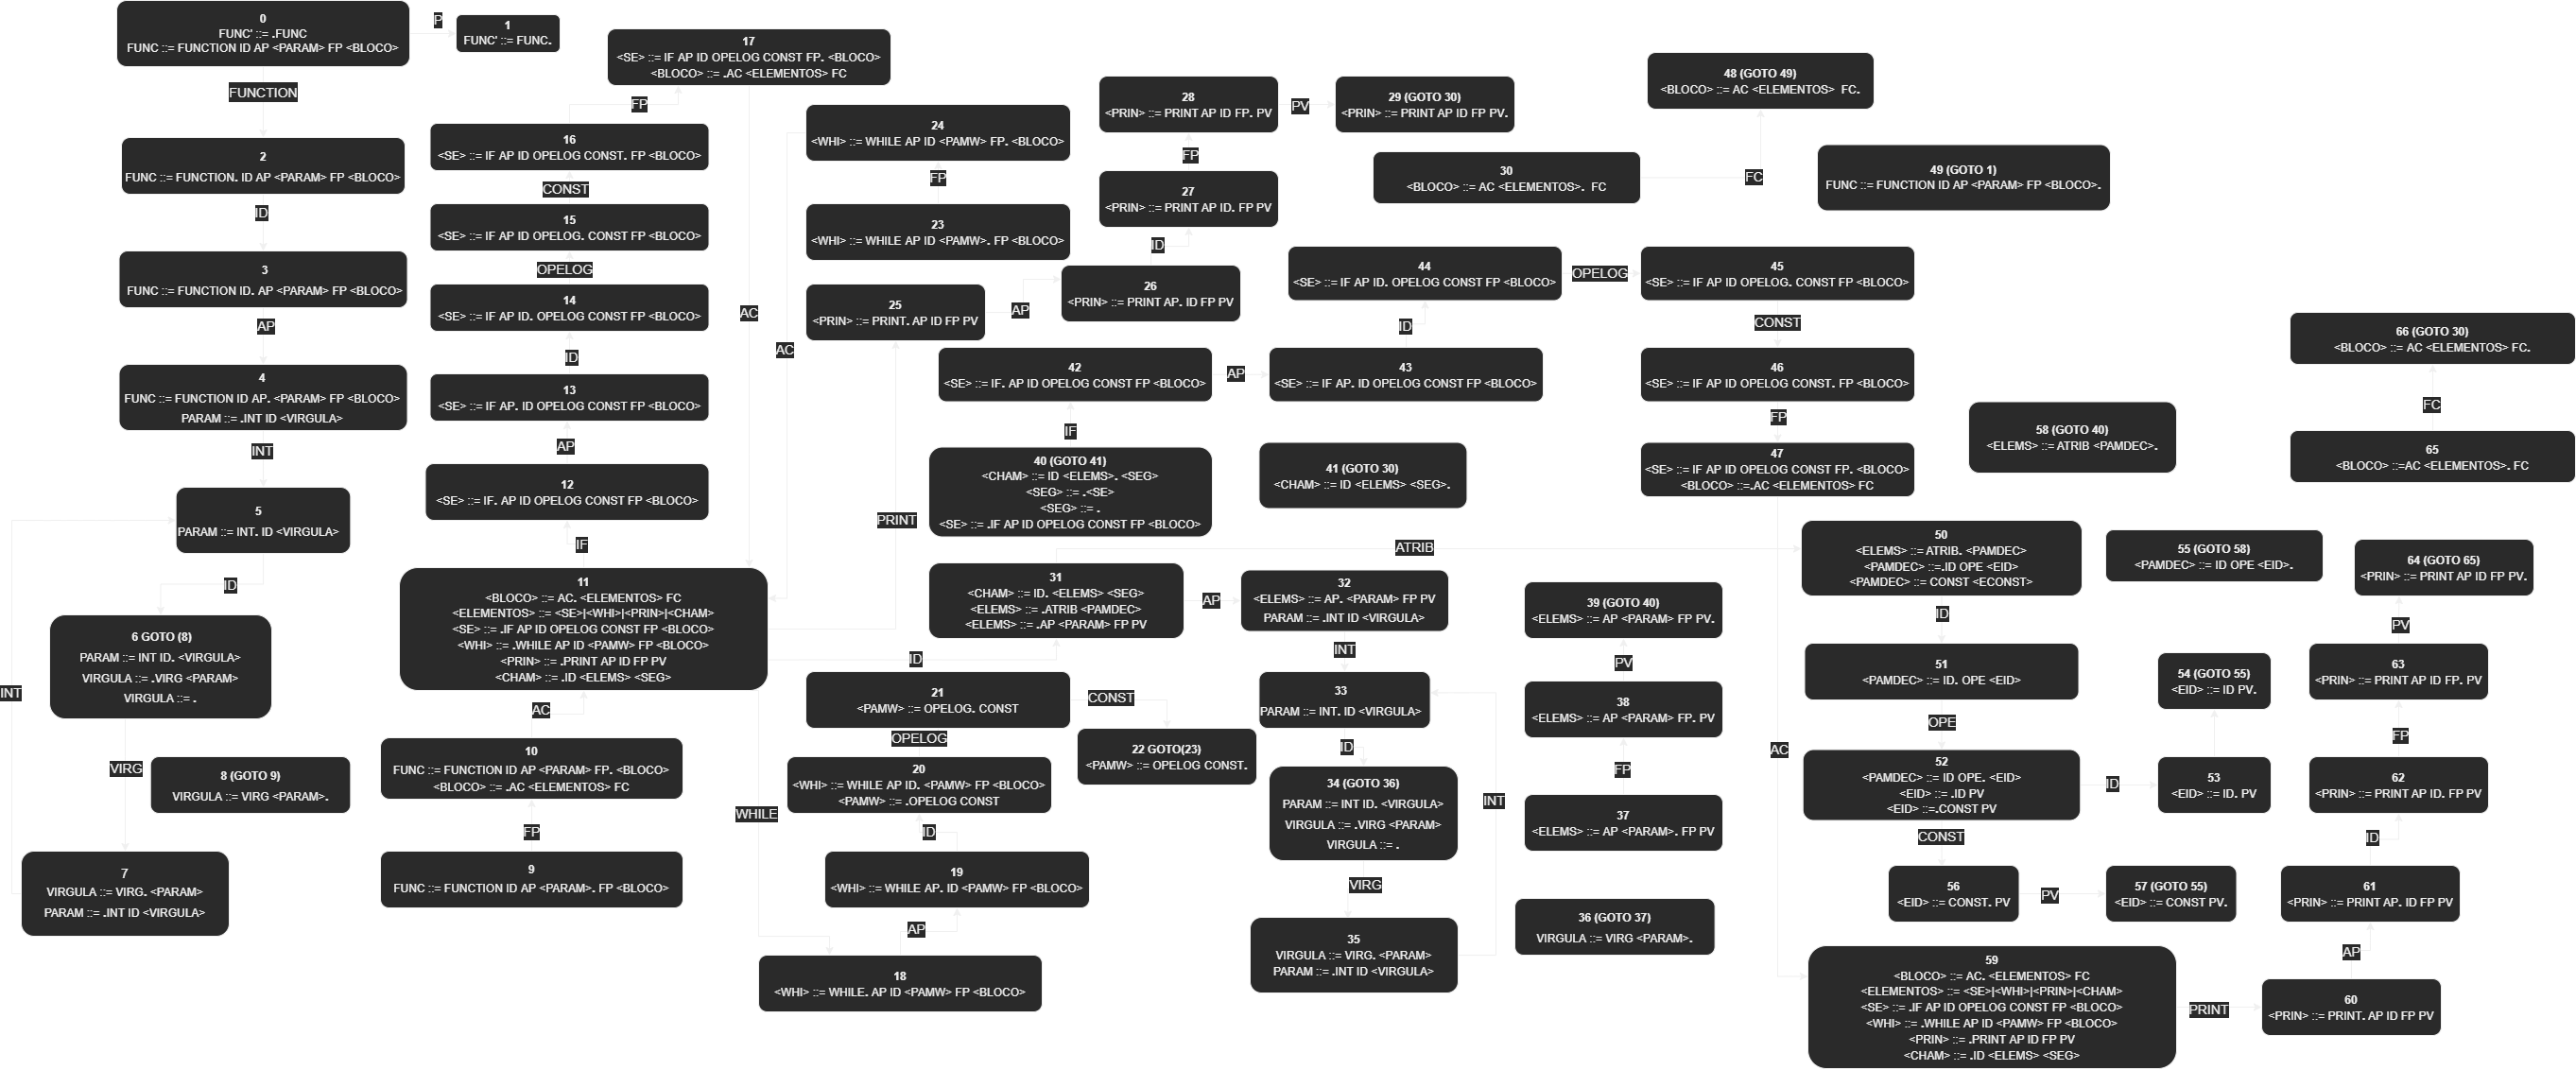 0
FUNC' ::= .FUNC
FUNC ::= FUNCTION ID AP <PARAM> FP <BLOCO>
P
1
FUNC' ::= FUNC.
FUNCTION
2
FUNC ::= FUNCTION. ID AP <PARAM> FP <BLOCO>
ID
3
FUNC ::= FUNCTION ID. AP <PARAM> FP <BLOCO>
AP
4
FUNC ::= FUNCTION ID AP. <PARAM> FP <BLOCO>
PARAM ::= .INT ID <VIRGULA>
INT
5
PARAM ::= INT. ID <VIRGULA>
ID
6 GOTO (8)
PARAM ::= INT ID. <VIRGULA>
VIRGULA ::= .VIRG <PARAM>
VIRGULA ::= .
INT
VIRG
8 (GOTO 9)
VIRGULA ::= VIRG <PARAM>.
7
VIRGULA ::= VIRG. <PARAM>
PARAM ::= .INT ID <VIRGULA>
17
<SE> ::= IF AP ID OPELOG CONST FP. <BLOCO>
<BLOCO> ::= .AC <ELEMENTOS> FC
FP
16
<SE> ::= IF AP ID OPELOG CONST. FP <BLOCO>
CONST
15
<SE> ::= IF AP ID OPELOG. CONST FP <BLOCO>
OPELOG
14
<SE> ::= IF AP ID. OPELOG CONST FP <BLOCO>
ID
13
<SE> ::= IF AP. ID OPELOG CONST FP <BLOCO>
AP
12
<SE> ::= IF. AP ID OPELOG CONST FP <BLOCO>
IF
11
<BLOCO> ::= AC. <ELEMENTOS> FC
<ELEMENTOS> ::= <SE>|<WHI>|<PRIN>|<CHAM>
<SE> ::= .IF AP ID OPELOG CONST FP <BLOCO>
<WHI> ::= .WHILE AP ID <PAMW> FP <BLOCO>
<PRIN> ::= .PRINT AP ID FP PV
<CHAM> ::= .ID <ELEMS> <SEG>
AC
10
FUNC ::= FUNCTION ID AP <PARAM> FP. <BLOCO>
<BLOCO> ::= .AC <ELEMENTOS> FC
FP
9
FUNC ::= FUNCTION ID AP <PARAM>. FP <BLOCO>
AC
AC
24
<WHI> ::= WHILE AP ID <PAMW> FP. <BLOCO>
FP
23
<WHI> ::= WHILE AP ID <PAMW>. FP <BLOCO>
25
<PRIN> ::= PRINT. AP ID FP PV
AP
PRINT
28
<PRIN> ::= PRINT AP ID FP. PV
PV
29 (GOTO 30)
<PRIN> ::= PRINT AP ID FP PV.
FP
27
<PRIN> ::= PRINT AP ID. FP PV
ID
26
<PRIN> ::= PRINT AP. ID FP PV
30
<BLOCO> ::= AC <ELEMENTOS>. FC
FC
48 (GOTO 49)
<BLOCO> ::= AC <ELEMENTOS> FC.
49 (GOTO 1)
FUNC ::= FUNCTION ID AP <PARAM> FP <BLOCO>.
44
<SE> ::= IF AP ID. OPELOG CONST FP <BLOCO>
OPELOG
45
<SE> ::= IF AP ID OPELOG. CONST FP <BLOCO>
ID
CONST
42
<SE> ::= IF. AP ID OPELOG CONST FP <BLOCO>
AP
43
<SE> ::= IF AP. ID OPELOG CONST FP <BLOCO>
46
<SE> ::= IF AP ID OPELOG CONST. FP <BLOCO>
IF
FP
40 (GOTO 41)
<CHAM> ::= ID <ELEMS>. <SEG>
<SEG> ::= .<SE>
<SEG> ::= .
<SE> ::= .IF AP ID OPELOG CONST FP <BLOCO>
41 (GOTO 30)
<CHAM> ::= ID <ELEMS> <SEG>.
47
<SE> ::= IF AP ID OPELOG CONST FP. <BLOCO>
<BLOCO> ::=.AC <ELEMENTOS> FC
58 (GOTO 40)
<ELEMS> ::= ATRIB <PAMDEC>.
66 (GOTO 30)
<BLOCO> ::= AC <ELEMENTOS> FC.
FC
65
<BLOCO> ::=AC <ELEMENTOS>. FC
ATRIB
ID
31
<CHAM> ::= ID. <ELEMS> <SEG>
<ELEMS> ::= .ATRIB <PAMDEC>
<ELEMS> ::= .AP <PARAM> FP PV
AP
32
<ELEMS> ::= AP. <PARAM> FP PV
PARAM ::= .INT ID <VIRGULA>
INT
33
PARAM ::= INT. ID <VIRGULA>
ID
34 (GOTO 36)
PARAM ::= INT ID. <VIRGULA>
VIRGULA ::= .VIRG <PARAM>
VIRGULA ::= .
INT
VIRG
35
VIRGULA ::= VIRG. <PARAM>
PARAM ::= .INT ID <VIRGULA>
21
<PAMW> ::= OPELOG. CONST
CONST
22 GOTO(23)
<PAMW> ::= OPELOG CONST.
OPELOG
20
<WHI> ::= WHILE AP ID. <PAMW> FP <BLOCO>
<PAMW> ::= .OPELOG CONST
WHILE
ID
19
<WHI> ::= WHILE AP. ID <PAMW> FP <BLOCO>
AP
18
<WHI> ::= WHILE. AP ID <PAMW> FP <BLOCO>
39 (GOTO 40)
<ELEMS> ::= AP <PARAM> FP PV.
PV
38
<ELEMS> ::= AP <PARAM> FP. PV
FP
37
<ELEMS> ::= AP <PARAM>. FP PV
36 (GOTO 37)
VIRGULA ::= VIRG <PARAM>.
AC
50
<ELEMS> ::= ATRIB. <PAMDEC>
<PAMDEC> ::=.ID OPE <EID>
<PAMDEC> ::= CONST <ECONST>
ID
51
<PAMDEC> ::= ID. OPE <EID>
OPE
52
<PAMDEC> ::= ID OPE. <EID>
<EID> ::= .ID PV
<EID> ::=.CONST PV
ID
53
<EID> ::= ID. PV
54 (GOTO 55)
<EID> ::= ID PV.
55 (GOTO 58)
<PAMDEC> ::= ID OPE <EID>.
CONST
56
<EID> ::= CONST. PV
PV
57 (GOTO 55)
<EID> ::= CONST PV.
59
<BLOCO> ::= AC. <ELEMENTOS> FC
<ELEMENTOS> ::= <SE>|<WHI>|<PRIN>|<CHAM>
<SE> ::= .IF AP ID OPELOG CONST FP <BLOCO>
<WHI> ::= .WHILE AP ID <PAMW> FP <BLOCO>
<PRIN> ::= .PRINT AP ID FP PV
<CHAM> ::= .ID <ELEMS> <SEG>
PRINT
64 (GOTO 65)
<PRIN> ::= PRINT AP ID FP PV.
PV
63
<PRIN> ::= PRINT AP ID FP. PV
FP
62
<PRIN> ::= PRINT AP ID. FP PV
ID
61
<PRIN> ::= PRINT AP. ID FP PV
AP
60
<PRIN> ::= PRINT. AP ID FP PV